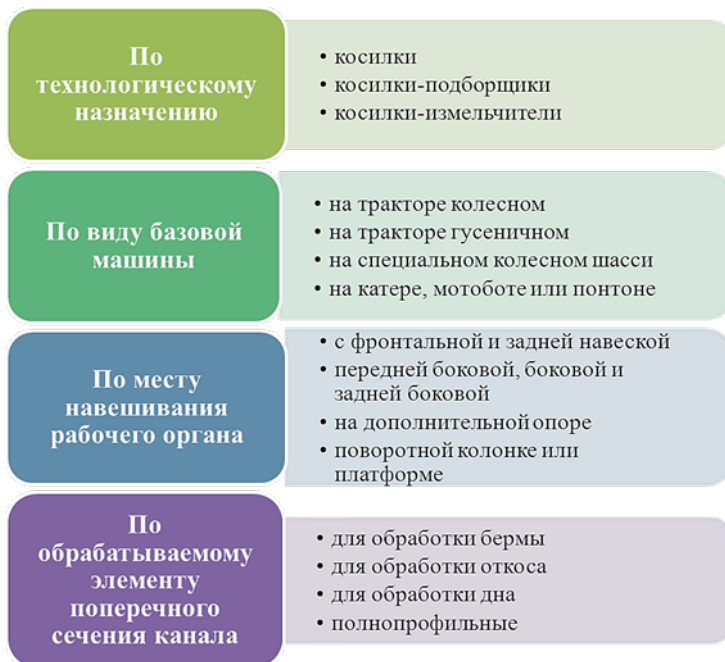 По
технологическому
назначению
• косилки
• косилки-подборщики
• косилки-измельчители
По виду базовой
машины
• на тракторе колесном
• на тракторе гусеничном
• на специальном колесном шасси
• на катере, мотоботе или понтоне
По месту
навешивания
рабочего органа
• с фронтальной и задней навеской
• передней боковой, боковой и
задней боковой
• на дополнительной опоре
• поворотной колонке или
платформе
По
обрабатываемому
элементу
поперечного
сечения канала
• для обработки бермы
• для обработки откоса
• для обработки дна
• полнопрофильные